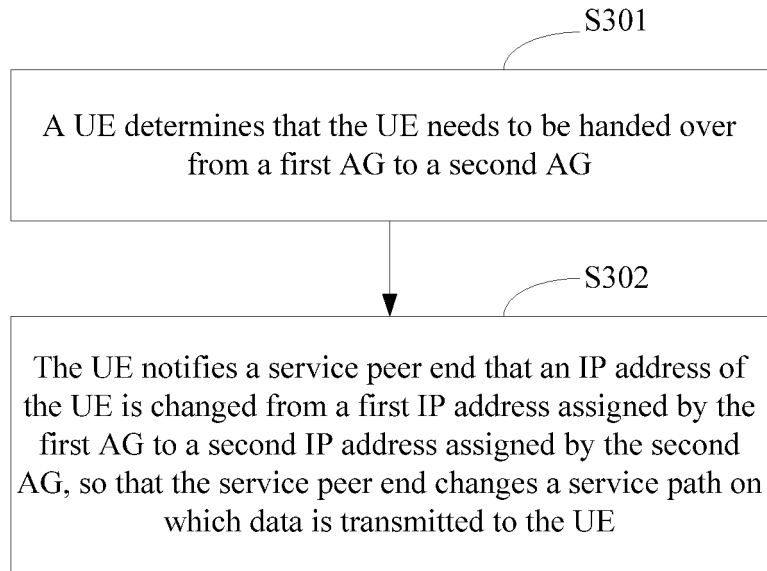 S301
A UE determines that the UE needs to be handed over
from a first AG to a second AG
S302
The UE notifies a service peer end that an IP address of
the UE is changed from a first IP address assigned by the
first AG to a second IP address assigned by the second
AG, so that the service peer end changes a service path on
which data is transmitted to the UE